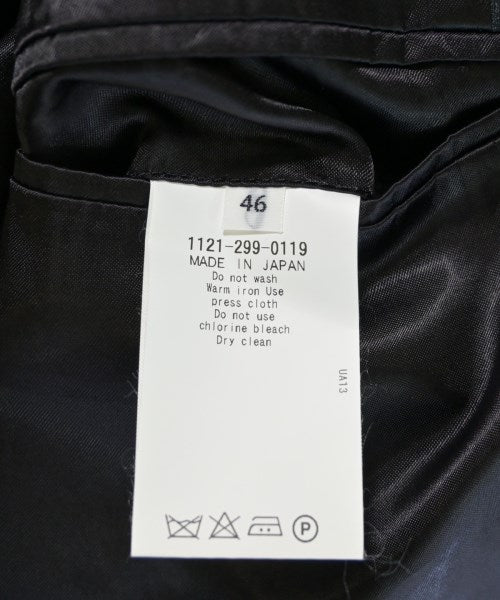 46
1121-299-0119
MADE IN JAPAN
Do not wash
Warm iron Use
press cloth
Do not use
chlorine bleach
Dry clean
UA13
P